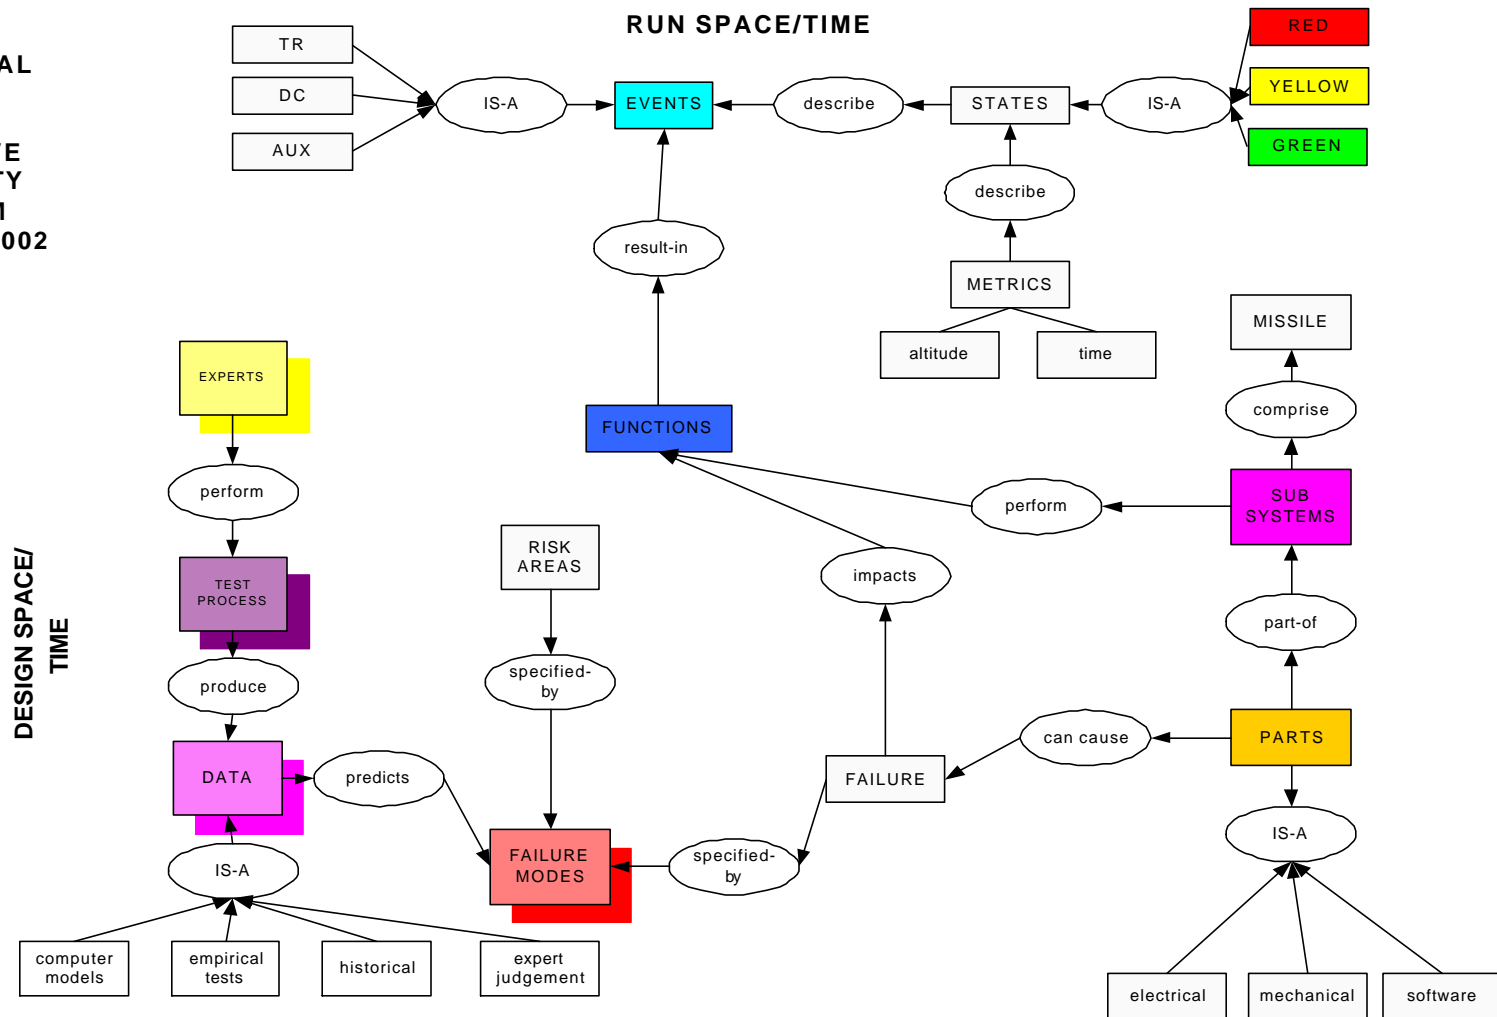 RUN SPACE/TIME
TR
DC
AUX
IS-A
EVENTS
describe
STATES
IS-A
RED
YELLOW
GREEN
describe
result-in
METRICS
altitude
time
MISSILE
comprise
EXPERTS
FUNCTIONS
perform
perform
SUB
SYSTEMS
RISK
AREAS
TEST
PROCESS
impacts
part-of
DESIGN SPACE/
TIME
specified-
by
produce
PARTS
can cause
DATA
predicts
FAILURE
IS-A
FAILURE
MODES
specified-
by
IS-A
computer
models
empirical
tests
historical
expert
judgement
electrical
mechanical
software